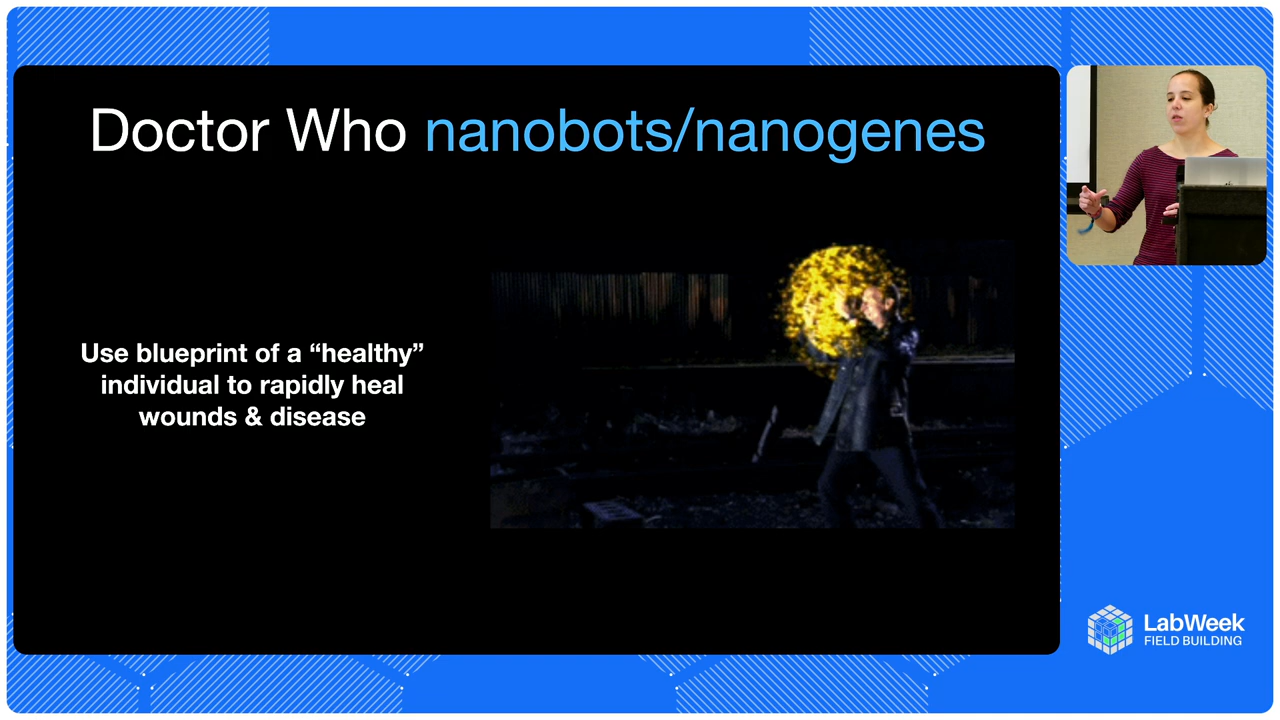 Doctor Who nanobots/nanogenes
Use blueprint of a “healthy”
individual to rapidly heal
wounds & disease
LabWeek
FIELD BUILDING